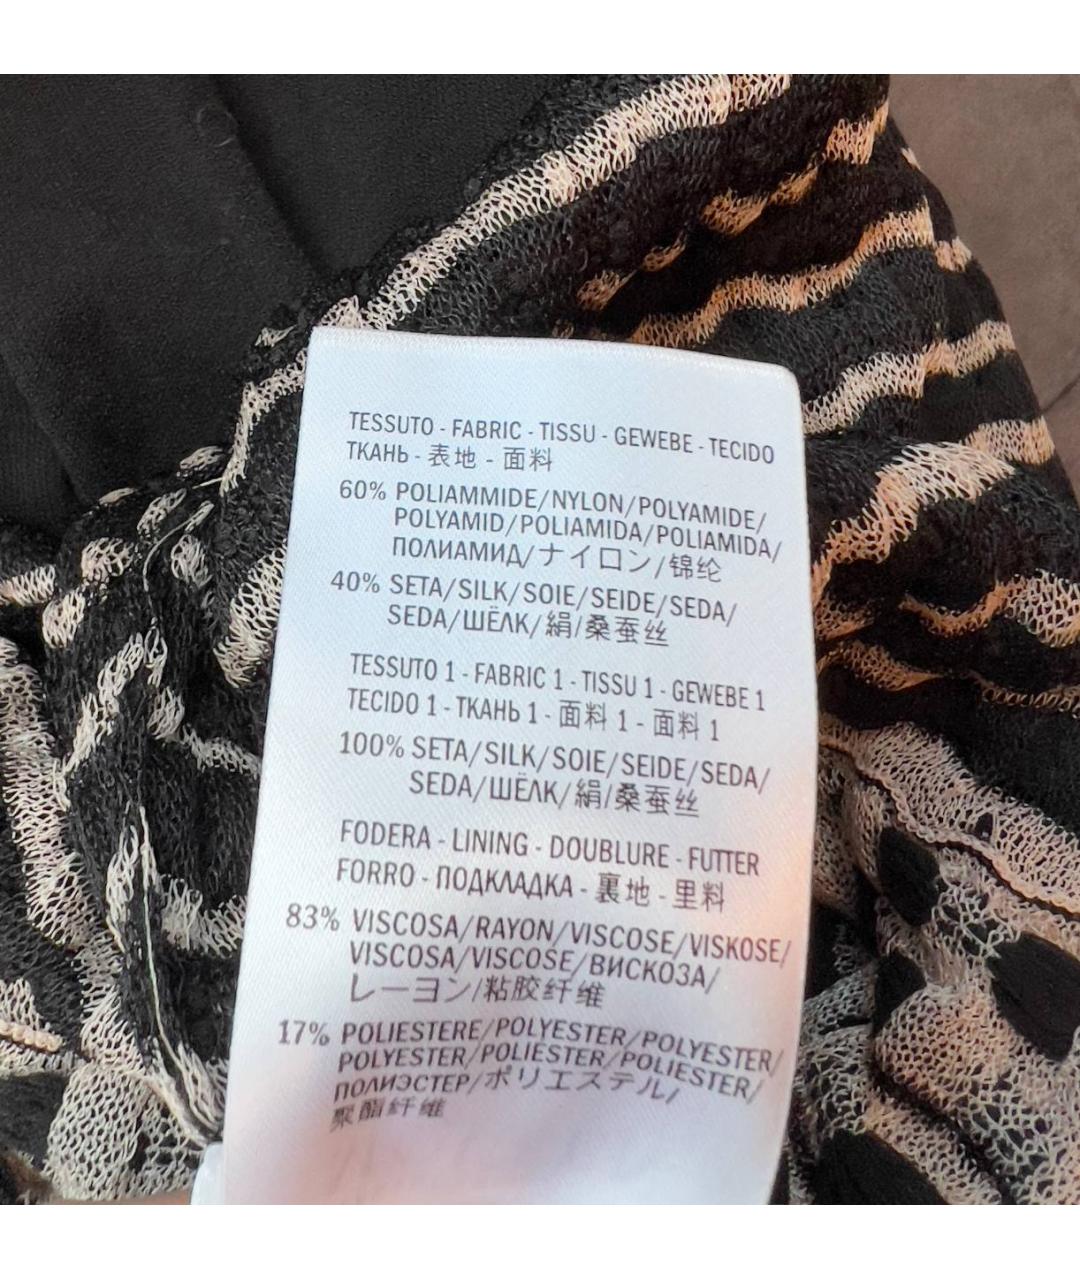 TESSUTO - FABRIC - TISSU - GEWEBE - TECIDO
ТКАНЬ - 表地 - 面料
60% POLIAMMIDE/NYLON/POLYAMIDE/
POLYAMID/POLIAMIDA/POLIAMIDA/
ПОЛИАМИД/ナイロン/锦纶
40% SETA/SILK/SOIE/SEIDE/SEDA/
SEDA/ШЁЛК/絹/桑蚕丝
TESSUTO 1 - FABRIC 1 - TISSU 1 - GEWEBE 1
TECIDO 1 - ТКАНЬ 1 - 面料 1 - 面料 1
100% SETA/SILK/SOIE/SEIDE/SEDA/
SEDA/ШЁЛК/絹/桑蚕丝
FODERA - LINING - DOUBLURE - FUTTER
FORRO - ПОДКЛАДКА - 裏地 - 里料
83% VISCOSA/RAYON/VISCOSE/VISKOSE/
VISCOSA/VISCOSE/ВИСКОЗА/
レーヨン/粘胶纤维
17% POLIESTERE/POLYESTER/POLYESTER/
POLYESTER/POLIESTER/POLIESTER/
ПОЛИЭСТЕР/ポリエステル/
聚酯纤维